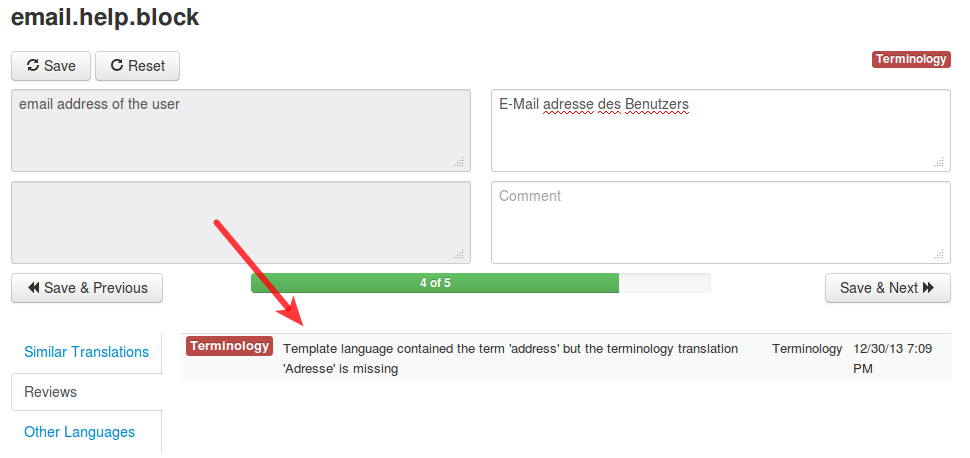 email.help.block
Save
Reset
Terminology
email address of the user
E-Mail adresse des Benutzers
Comment
Save & Previous
4 of 5
Save & Next
Similar Translations
Reviews
Other Languages
Terminology
Template language contained the term 'address' but the terminology translation
'Adresse' is missing
Terminology
12/30/13 7:09
PM